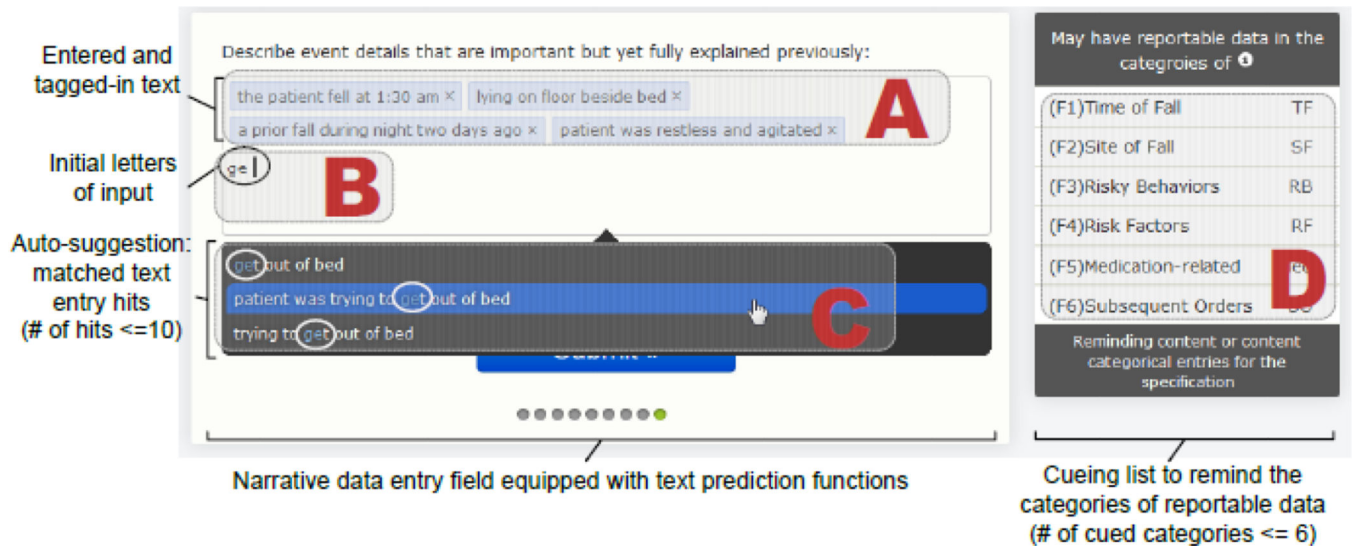 Entered and
tagged-in text
Describe event details that are important but yet fully explained previously:
the patient fell at 1:30 am × lying on floor beside bed ×
a prior fall during night two days ago × patient was restless and agitated ×
A
Initial letters
of input
ge
B
Auto-suggestion:
matched text
entry hits
(# of hits <=10)
get out of bed
patient was trying to get out of bed
trying to get out of bed
C
Submit »
Narrative data entry field equipped with text prediction functions
May have reportable data in the
categroies of
(F1)Time of Fall TF
(F2)Site of Fall SF
(F3)Risky Behaviors RB
(F4)Risk Factors RF
(F5)Medication-related
(F6)Subsequent Orders
D
Reminding content or content
categorical entries for the
specification
Cueing list to remind the
categories of reportable data
(# of cued categories <= 6)